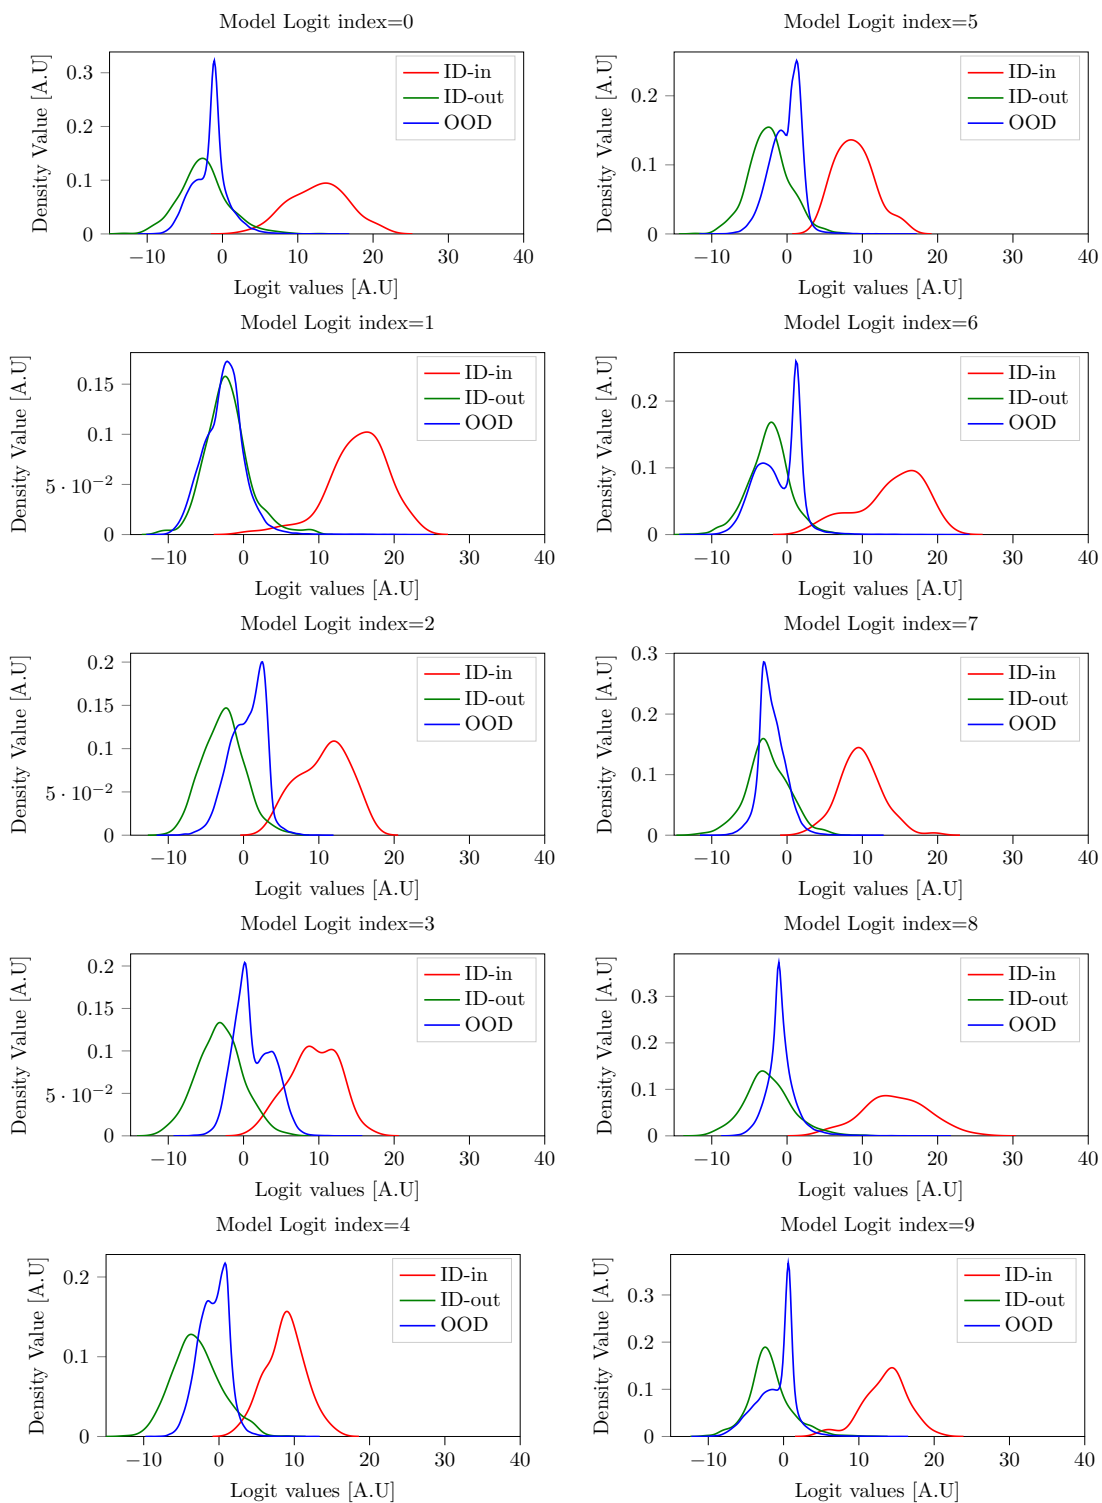 Model Logit index=0
Density Value [A.U]
0.3
0.2
0.1
0
ID-in
ID-out
OOD
−10 0 10 20 30 40
Logit values [A.U]
Model Logit index=5
Density Value [A.U]
0.2
0.1
0
ID-in
ID-out
OOD
−10 0 10 20 30 40
Logit values [A.U]
Model Logit index=1
Density Value [A.U]
0.15
0.1
5 · 10⁻²
0
ID-in
ID-out
OOD
−10 0 10 20 30 40
Logit values [A.U]
Model Logit index=6
Density Value [A.U]
0.2
0.1
0
ID-in
ID-out
OOD
−10 0 10 20 30 40
Logit values [A.U]
Model Logit index=2
Density Value [A.U]
0.2
0.15
0.1
5 · 10⁻²
0
ID-in
ID-out
OOD
−10 0 10 20 30 40
Logit values [A.U]
Model Logit index=7
Density Value [A.U]
0.3
0.2
0.1
0
ID-in
ID-out
OOD
−10 0 10 20 30 40
Logit values [A.U]
Model Logit index=3
Density Value [A.U]
0.2
0.15
0.1
5 · 10⁻²
0
ID-in
ID-out
OOD
−10 0 10 20 30 40
Logit values [A.U]
Model Logit index=8
Density Value [A.U]
0.3
0.2
0.1
0
ID-in
ID-out
OOD
−10 0 10 20 30 40
Logit values [A.U]
Model Logit index=4
Density Value [A.U]
0.2
0.1
0
ID-in
ID-out
OOD
−10 0 10 20 30 40
Logit values [A.U]
Model Logit index=9
Density Value [A.U]
0.3
0.2
0.1
0
ID-in
ID-out
OOD
−10 0 10 20 30 40
Logit values [A.U]